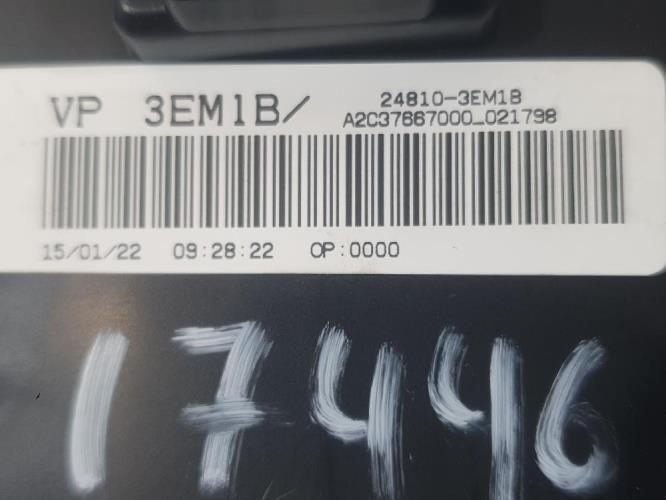 VP 3EM1B/ 24810-3EM1B
A2C37667000_021798
15/01/22 09:28:22 OP:0000
17446